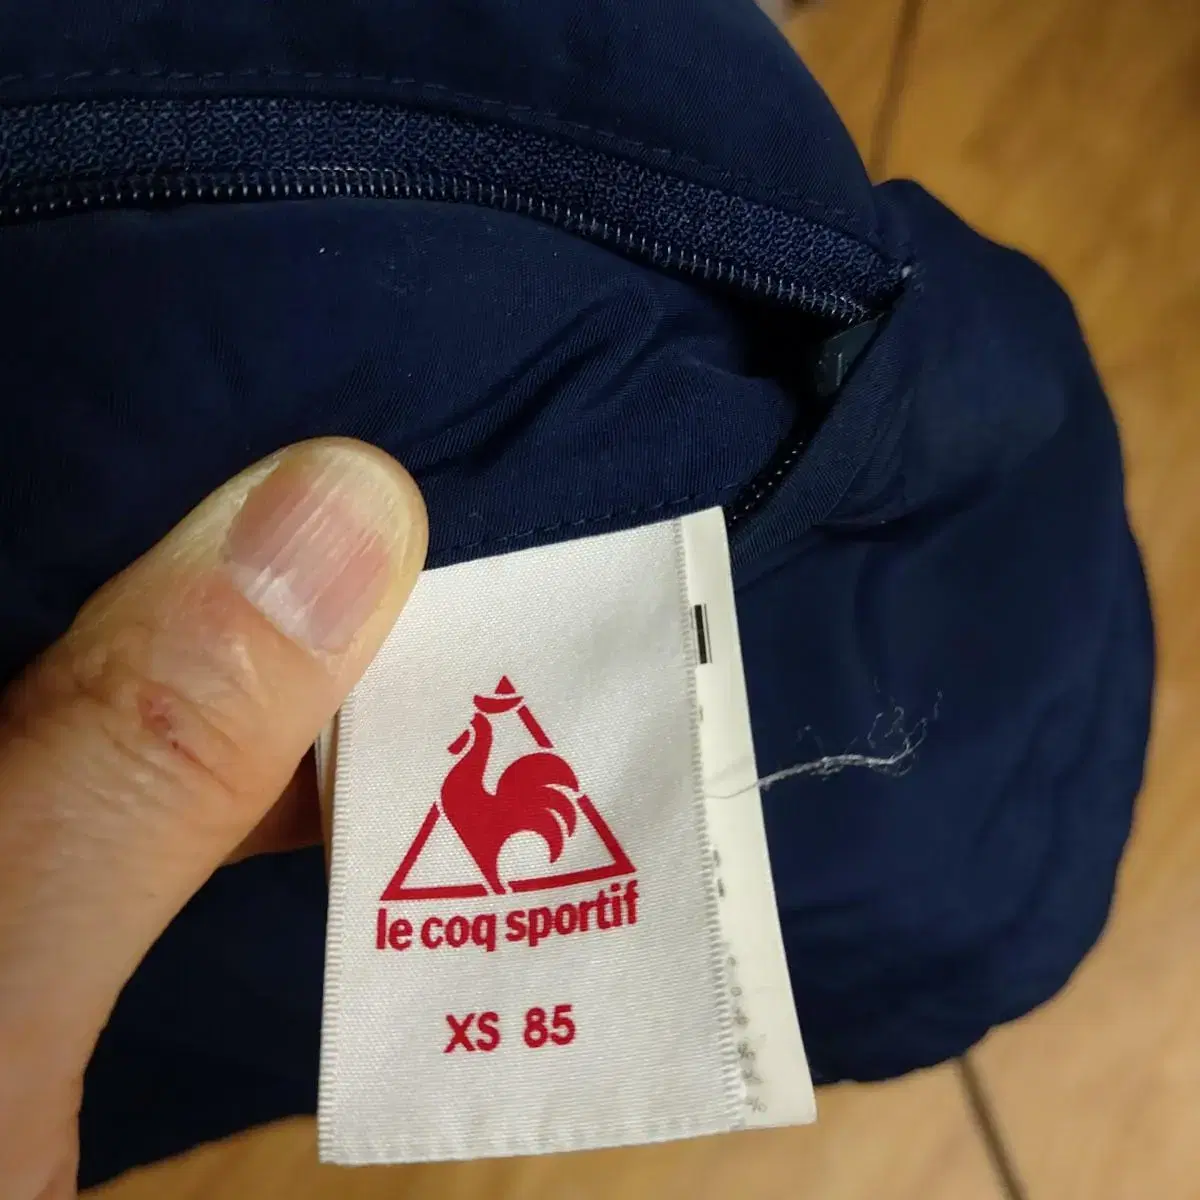 le coq sportif
XS 85